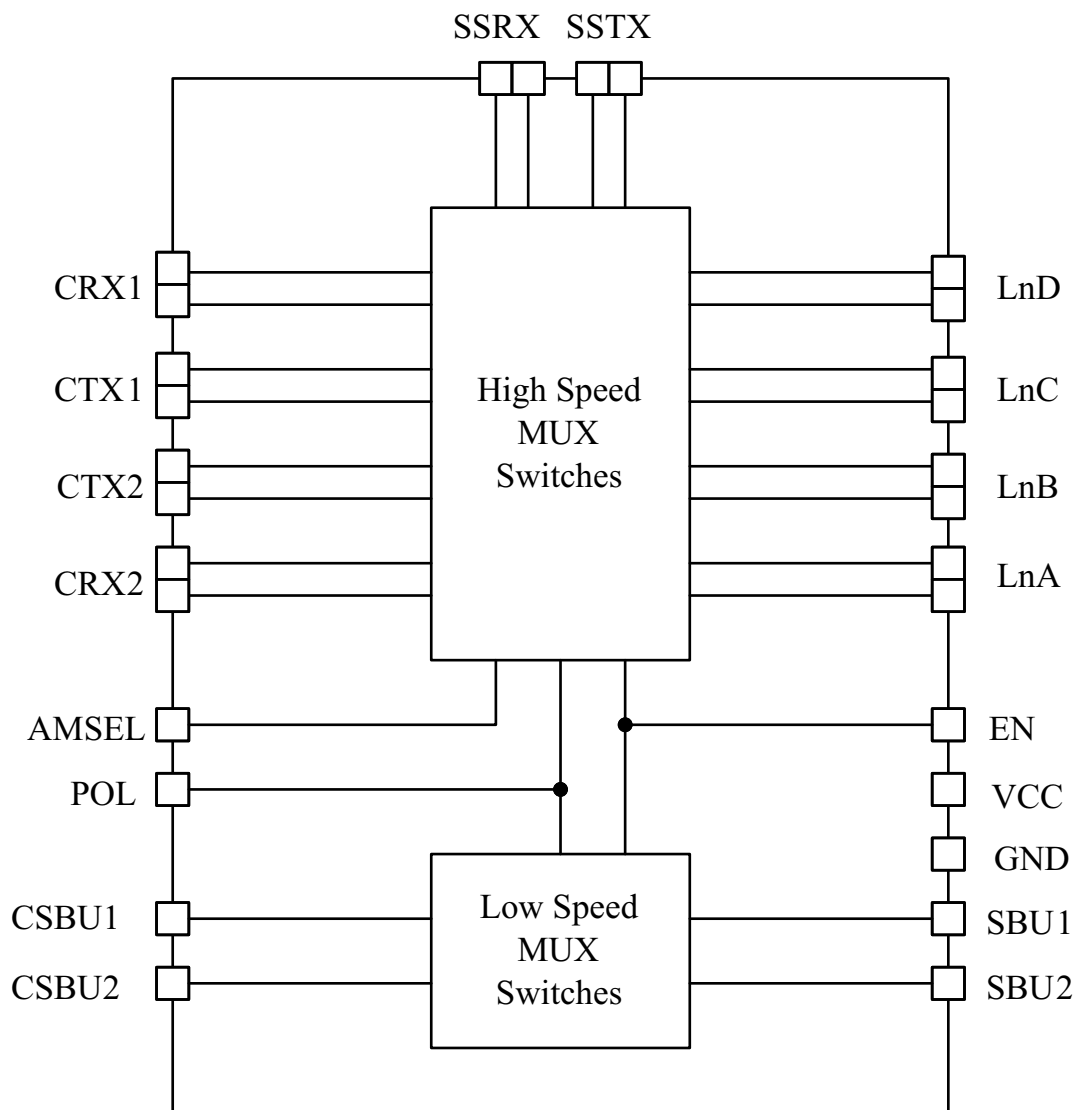 SSRX SSTX
CRX1
LnD
CTX1
LnC
High Speed
MUX
Switches
CTX2
LnB
CRX2
LnA
AMSEL
EN
POL
VCC
GND
CSBU1
Low Speed
MUX
Switches
SBU1
CSBU2
SBU2